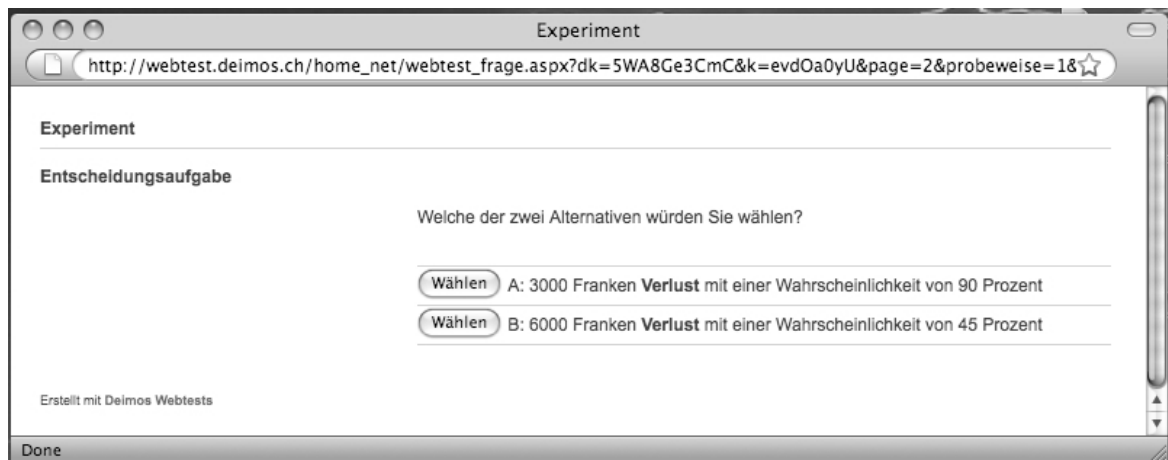 Experiment
http://webtest.deimos.ch/home_net/webtest_frage.aspx?dk=5WA8Ge3CmC&k=evdOa0yU&page=2&probeweise=1&
Experiment
Entscheidungsaufgabe
Welche der zwei Alternativen würden Sie wählen?
Wählen A: 3000 Franken Verlust mit einer Wahrscheinlichkeit von 90 Prozent
Wählen B: 6000 Franken Verlust mit einer Wahrscheinlichkeit von 45 Prozent
Erstellt mit Deimos Webtests
Done